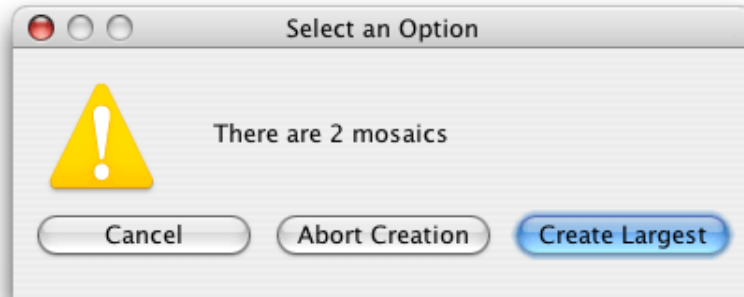 Select an Option
There are 2 mosaics
Cancel Abort Creation Create Largest